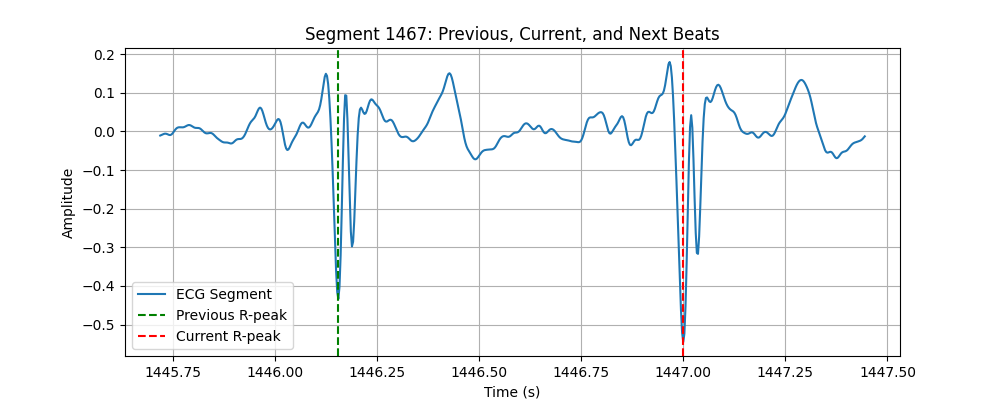 Segment 1467: Previous, Current, and Next Beats
0.2
0.1
0.0
−0.1
−0.2
−0.3
−0.4
−0.5
Amplitude
ECG Segment
Previous R-peak
Current R-peak
1445.75 1446.00 1446.25 1446.50 1446.75 1447.00 1447.25 1447.50
Time (s)